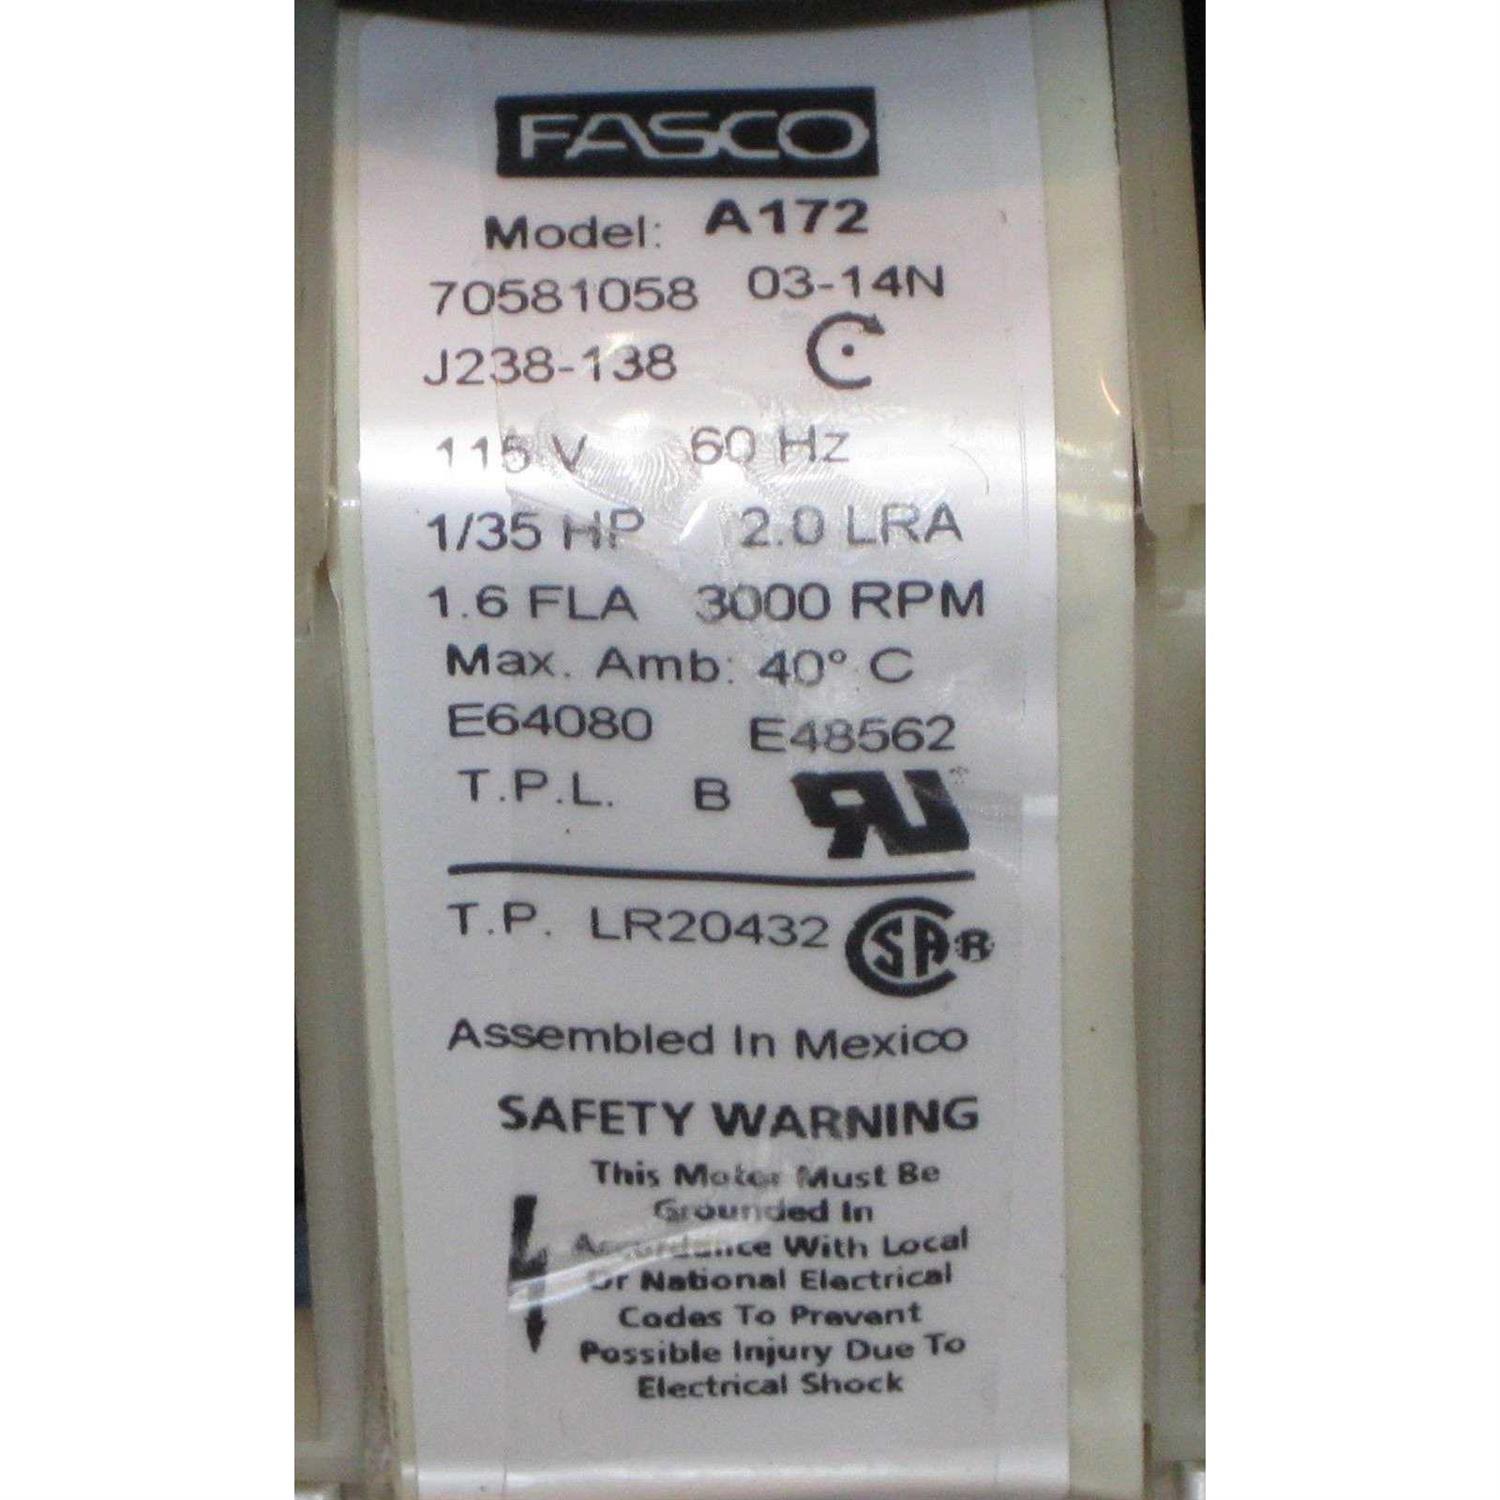 FASCO
Model: A172
70581058 03-14N
J238-138
115 V 60 Hz
1/35 HP 2.0 LRA
1.6 FLA 3000 RPM
Max. Amb: 40° C
E64080 E48562
T.P.L. B RU
T.P. LR20432 SA R
Assembled In Mexico
SAFETY WARNING
This Motor Must Be
Grounded In
Accordance With Local
Or National Electrical
Codes To Prevent
Possible Injury Due To
Electrical Shock